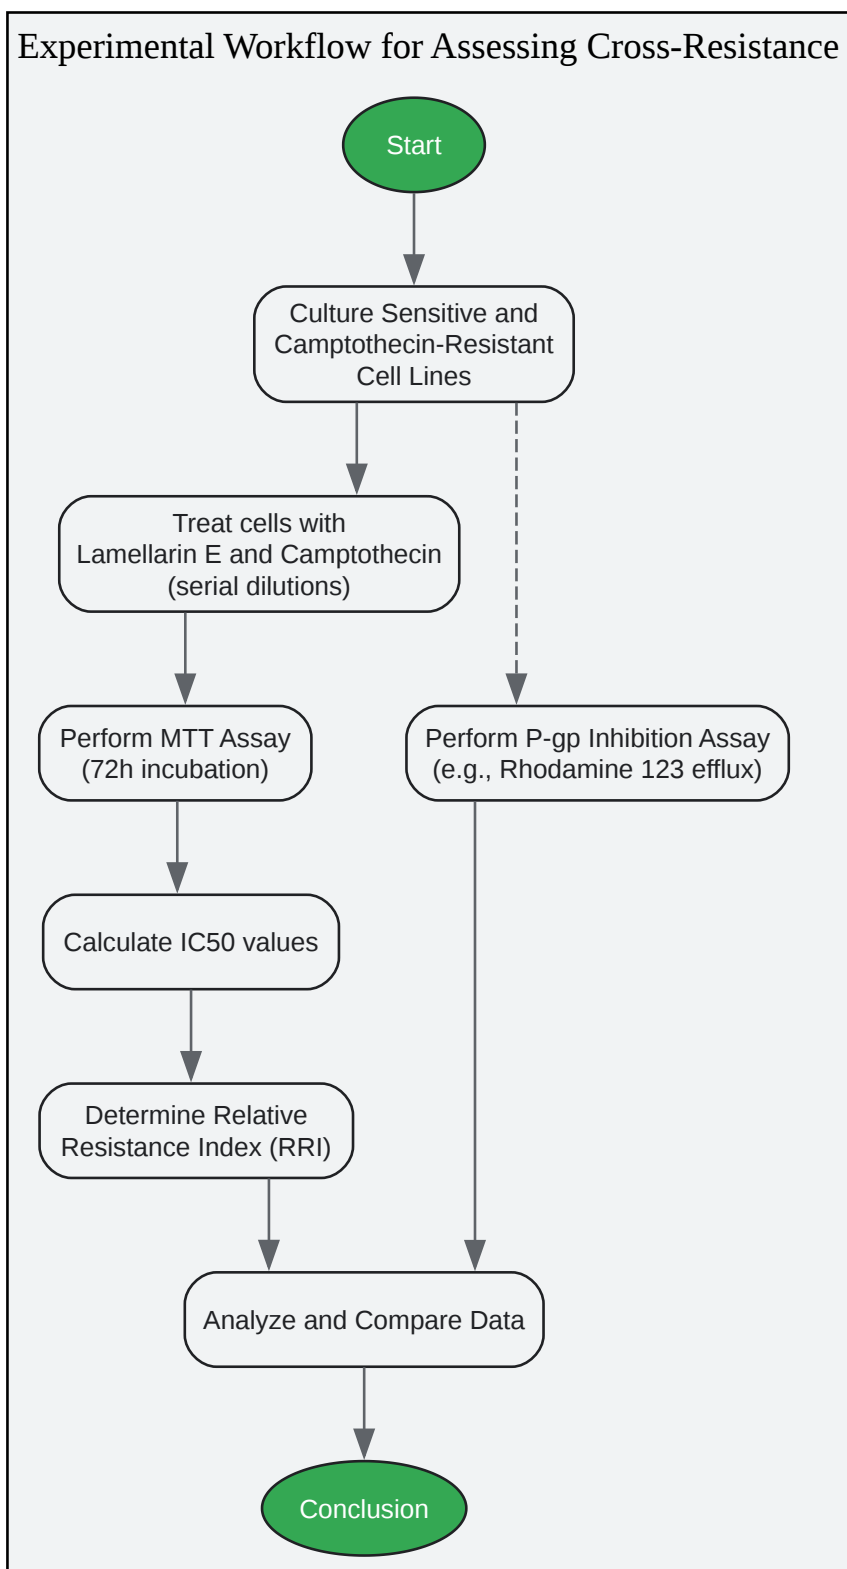 Experimental Workflow for Assessing Cross-Resistance
Start
Culture Sensitive and
Camptothecin-Resistant
Cell Lines
Treat cells with
Lamellarin E and Camptothecin
(serial dilutions)
Perform MTT Assay
(72h incubation)
Perform P-gp Inhibition Assay
(e.g., Rhodamine 123 efflux)
Calculate IC50 values
Determine Relative
Resistance Index (RRI)
Analyze and Compare Data
Conclusion